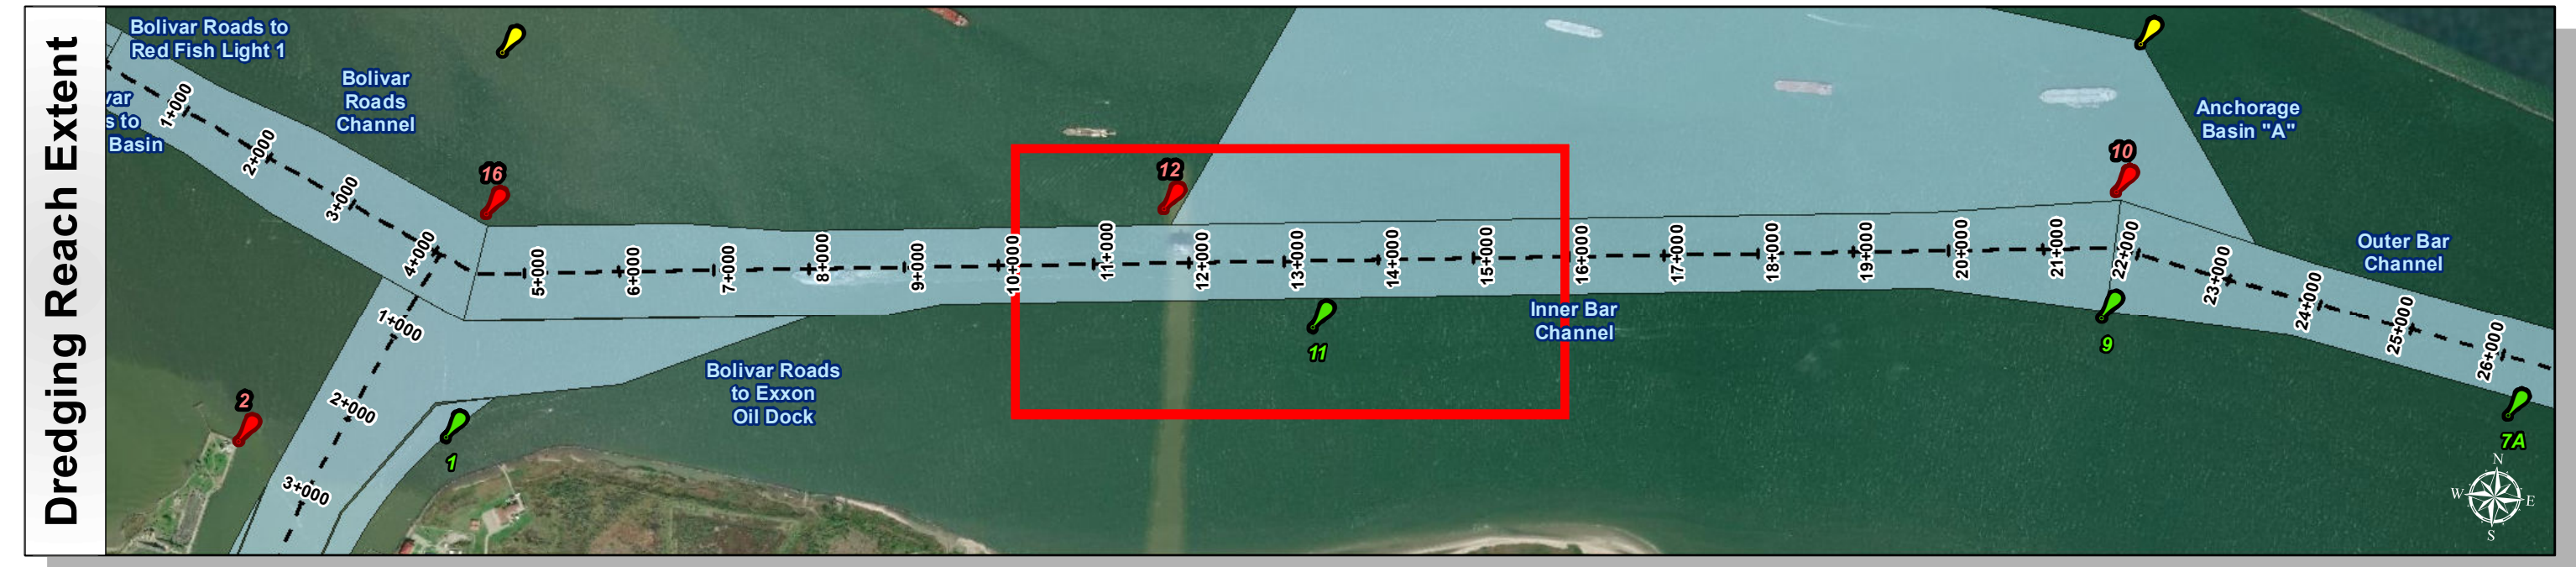 Dredging Reach Extent
Bolivar Roads to
Red Fish Light 1
var
s to
Basin
Bolivar
Roads
Channel
1+000
2+000
3+000
4+000
16
12
10
Anchorage
Basin "A"
5+000
6+000
7+000
8+000
9+000
10+000
11+000
12+000
13+000
14+000
15+000
16+000
17+000
18+000
19+000
20+000
21+000
22+000
23+000
24+000
25+000
26+000
Outer Bar
Channel
Inner Bar
Channel
11
9
7A
1+000
2+000
3+000
2
1
Bolivar Roads
to Exxon
Oil Dock
N
W
E
S